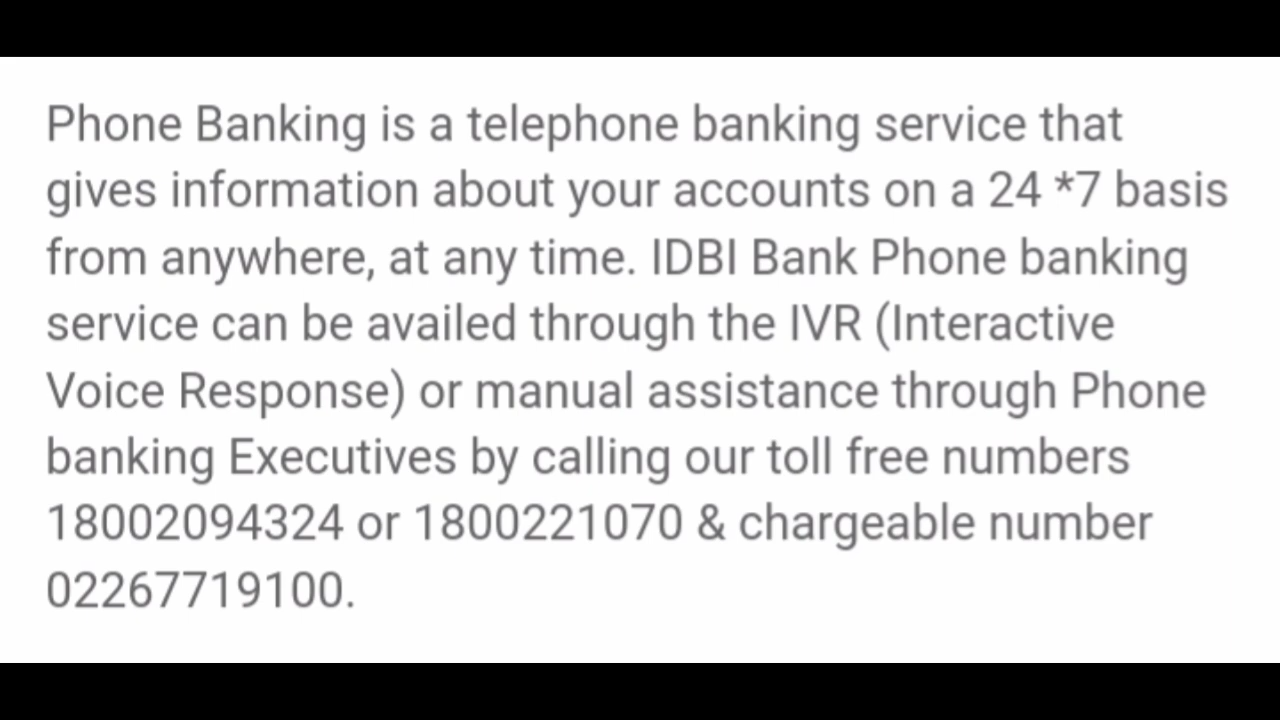 Phone Banking is a telephone banking service that
gives information about your accounts on a 24 *7 basis
from anywhere, at any time. IDBI Bank Phone banking
service can be availed through the IVR (Interactive
Voice Response) or manual assistance through Phone
banking Executives by calling our toll free numbers
18002094324 or 1800221070 & chargeable number
02267719100.